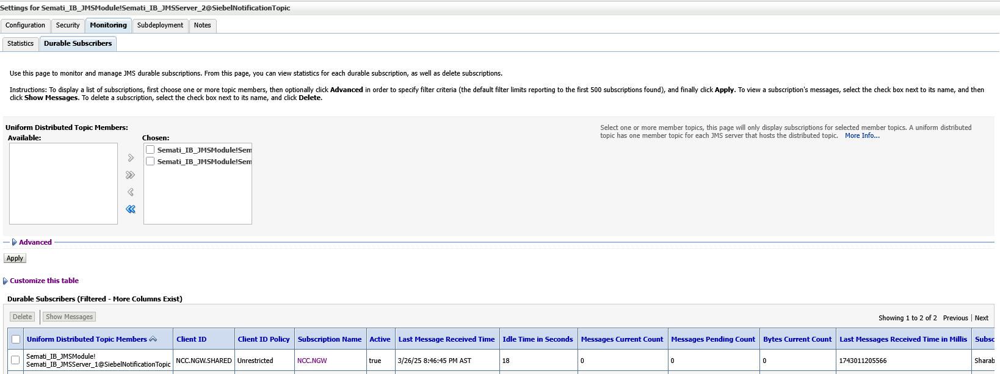 Settings for Semati_IB_JMSModule!Semati_IB_JMSServer_2@SiebelNotificationTopic
Configuration Security Monitoring Subdeployment Notes
Statistics Durable Subscribers
Use this page to monitor and manage JMS durable subscriptions. From this page, you can view statistics for each durable subscription, as well as delete subscriptions.
Instructions: To display a list of subscriptions, first choose one or more topic members, then optionally click Advanced in order to specify filter criteria (the default filter limits reporting to the first 500 subscriptions found), and finally click Apply. To view a subscription's messages, select the check box next to its name, and then
click Show Messages. To delete a subscription, select the check box next to its name, and click Delete.
Uniform Distributed Topic Members:
Available:
Chosen:
Semati_IB_JMSModule!Sem
Semati_IB_JMSModule!Sem
Select one or more member topics, this page will only display subscriptions for selected member topics. A uniform distributed
topic has one member topic for each JMS server that hosts the distributed topic. More Info...
Advanced
Apply
Customize this table
Durable Subscribers (Filtered - More Columns Exist)
Delete Show Messages
Showing 1 to 2 of 2 Previous Next
Uniform Distributed Topic Members Client ID Client ID Policy Subscription Name Active Last Message Received Time Idle Time in Seconds Messages Current Count Messages Pending Count Bytes Current Count Last Messages Received Time in Millis Subsc
Semati_IB_JMSModule!
Semati_IB_JMSServer_1@SiebelNotificationTopic NCC.NGW.SHARED Unrestricted NCC.NGW true 3/26/25 8:46:45 PM AST 18 0 0 0 1743011205566 Sharab